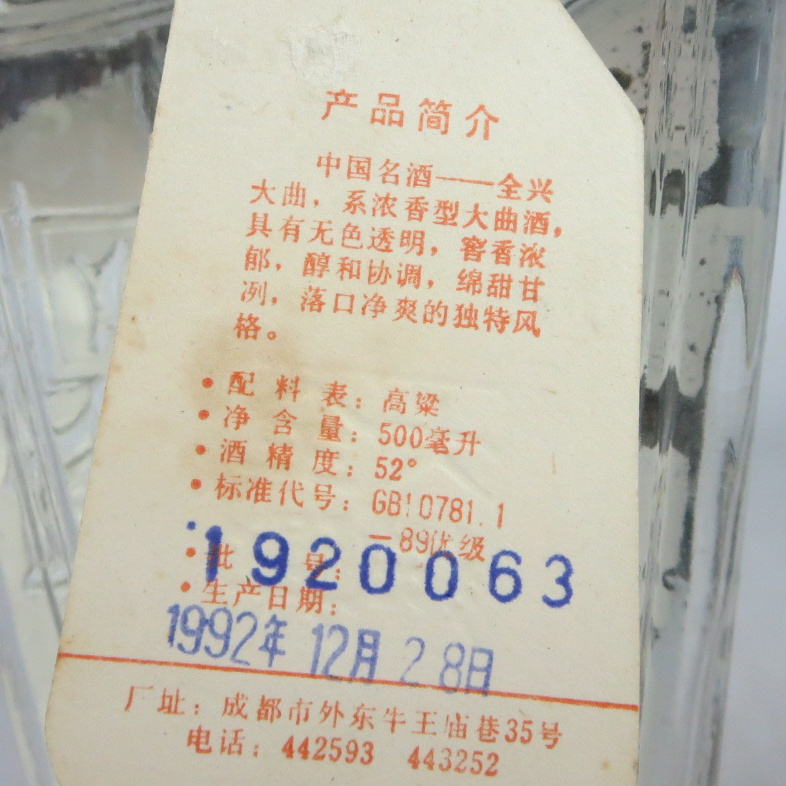 产品简介
中国名酒——全兴
大曲，系浓香型大曲酒，
具有无色透明，窖香浓
郁，醇和协调，绵甜甘
冽，落口净爽的独特风
格。
• 配料表：高粱
• 净含量：500毫升
• 酒精度：52°
• 标准代号：GB10781.1
—89优级
• 批号：1920063
• 生产日期：
1992年12月28日
厂址：成都市外东牛王庙巷35号
电话：442593 443252